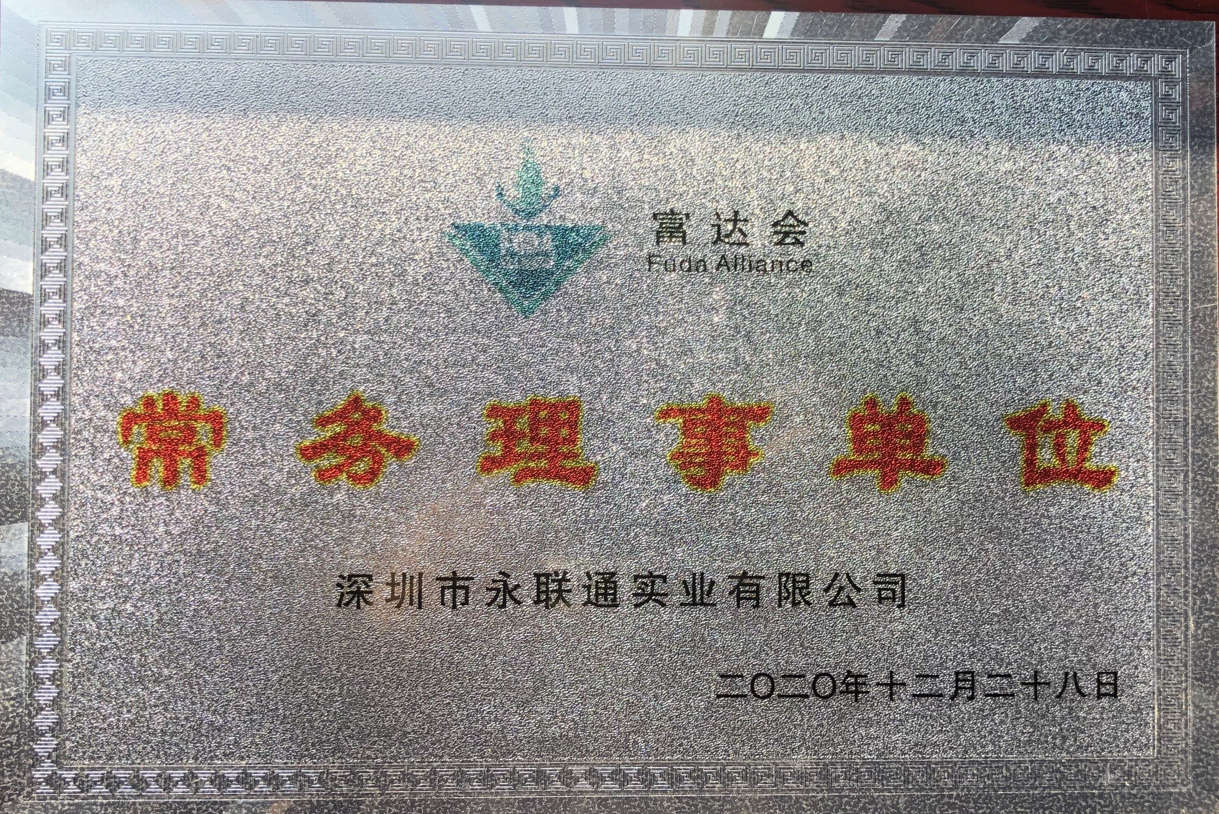 富达会
Fuda Alliance
常务理事单位
深圳市永联通实业有限公司
二〇二〇年十二月二十八日